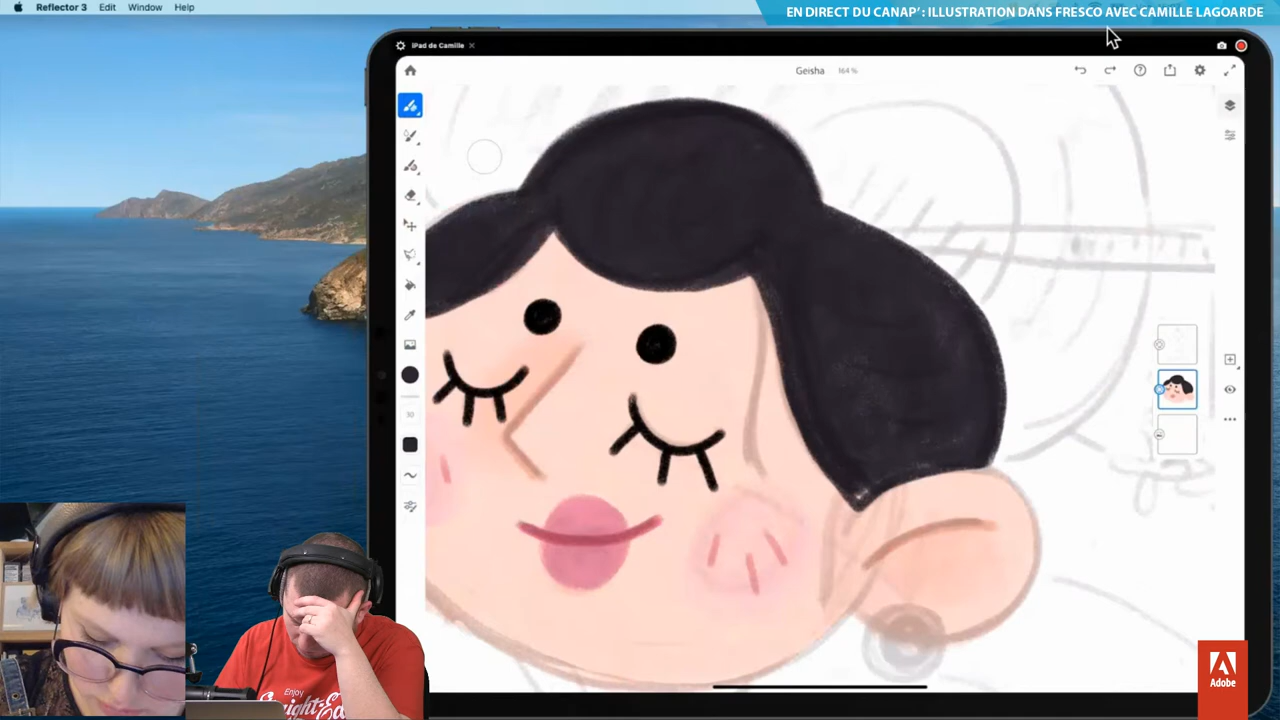 Reflector 3 Edit Window Help
EN DIRECT DU CANAP' : ILLUSTRATION DANS FRESCO AVEC CAMILLE LAGOARDE
iPad de Camille
Geisha 164 %
30
Enjoy
Adobe